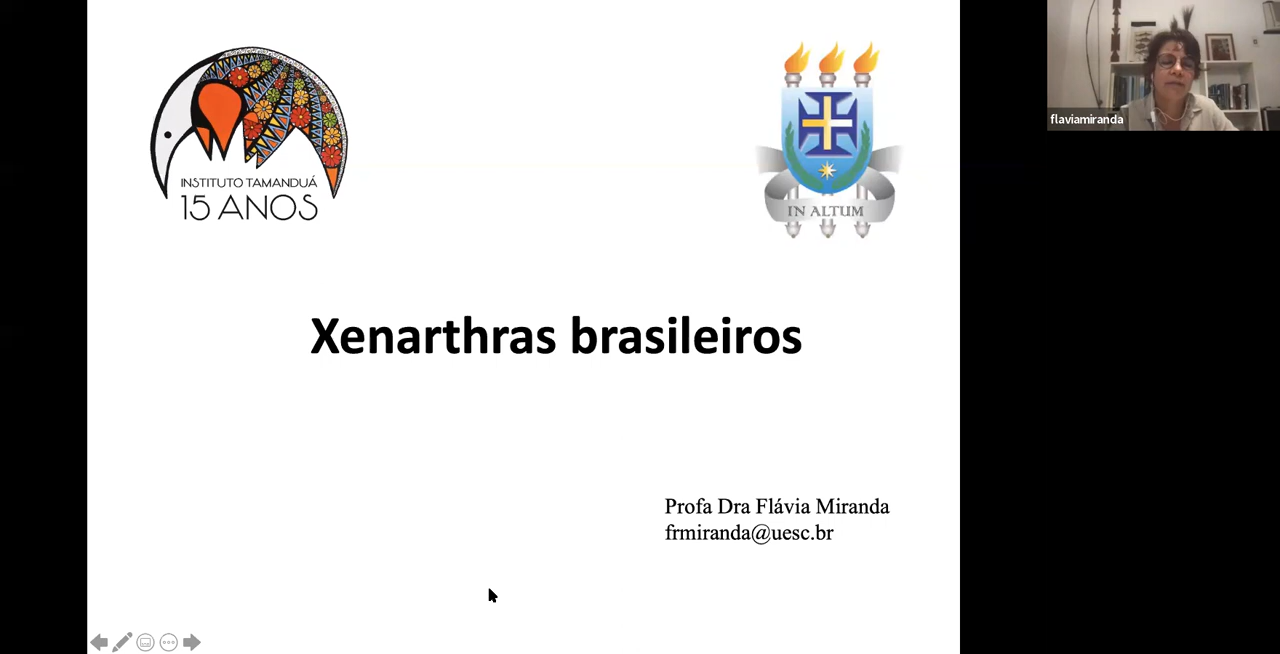 INSTITUTO TAMANDUÁ
15 ANOS
IN ALTUM
flaviamiranda
Xenarthras brasileiros
Profa Dra Flávia Miranda
frmiranda@uesc.br